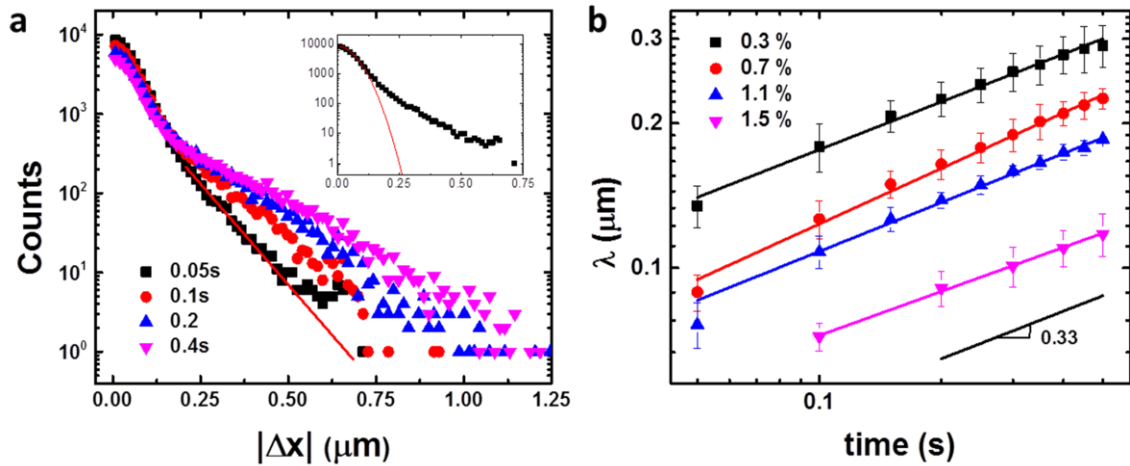 a
Counts
10⁴
10³
10²
10¹
10⁰
0.05s
0.1s
0.2
0.4s
10000
1000
100
10
1
0.00 0.25 0.50 0.75
0.00 0.25 0.50 0.75 1.00 1.25
|Δx| (μm)
b
λ (μm)
0.3
0.2
0.1
0.3 %
0.7 %
1.1 %
1.5 %
0.33
0.1
time (s)